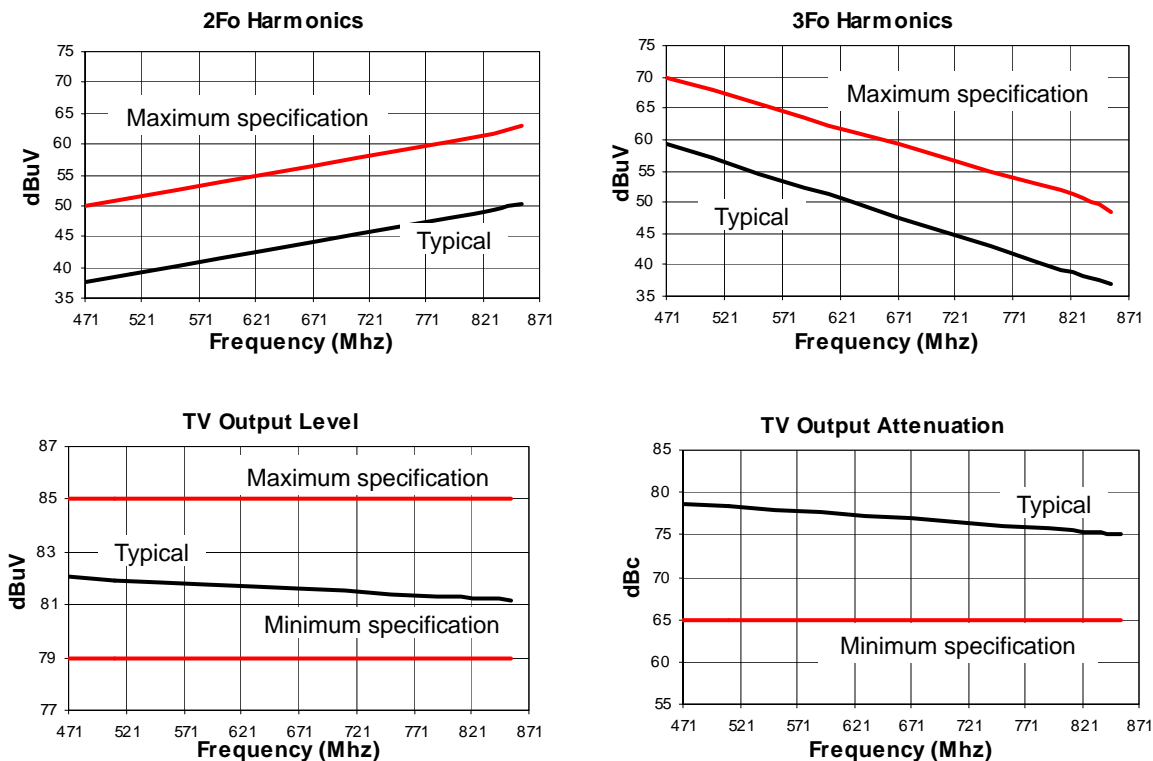 2Fo Harmonics
75
70
65
60
55
50
45
40
35
dBuV
Maximum specification
Typical
471 521 571 621 671 721 771 821 871
Frequency (Mhz)
3Fo Harmonics
75
70
65
60
55
50
45
40
35
dBuV
Maximum specification
Typical
471 521 571 621 671 721 771 821 871
Frequency (Mhz)
TV Output Level
87
85
83
81
79
77
dBuV
Maximum specification
Typical
Minimum specification
471 521 571 621 671 721 771 821 871
Frequency (Mhz)
TV Output Attenuation
85
80
75
70
65
60
55
dBc
Typical
Minimum specification
471 521 571 621 671 721 771 821 871
Frequency (Mhz)